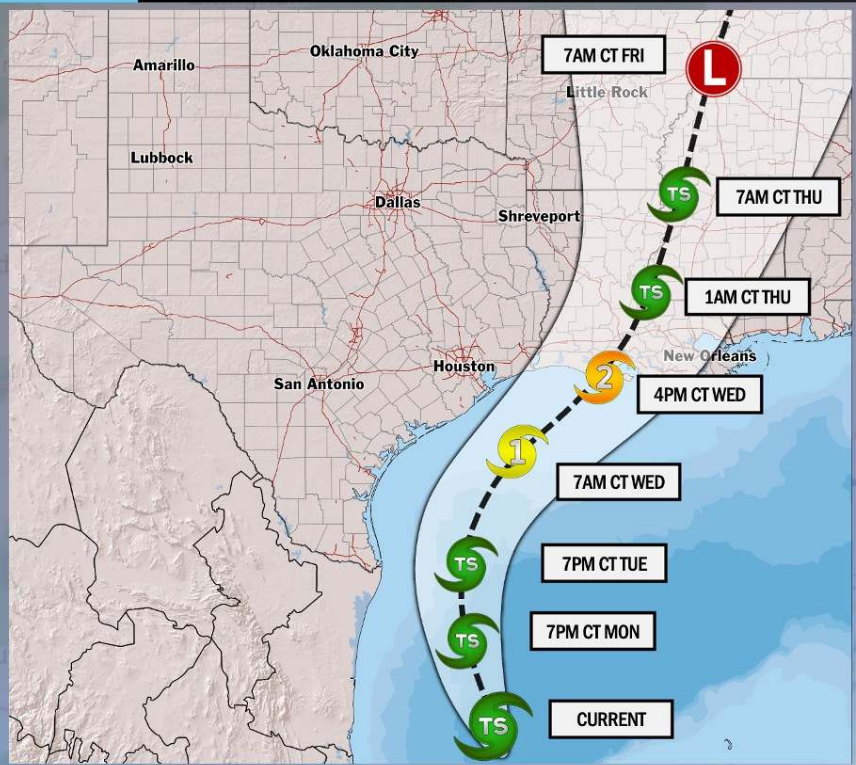 7AM CT FRI
L
Oklahoma City
Amarillo
Little Rock
Lubbock
TS
7AM CT THU
Dallas
Shreveport
TS
1AM CT THU
New Orleans
Houston
2
San Antonio
4PM CT WED
1
7AM CT WED
TS
7PM CT TUE
TS
7PM CT MON
TS
CURRENT